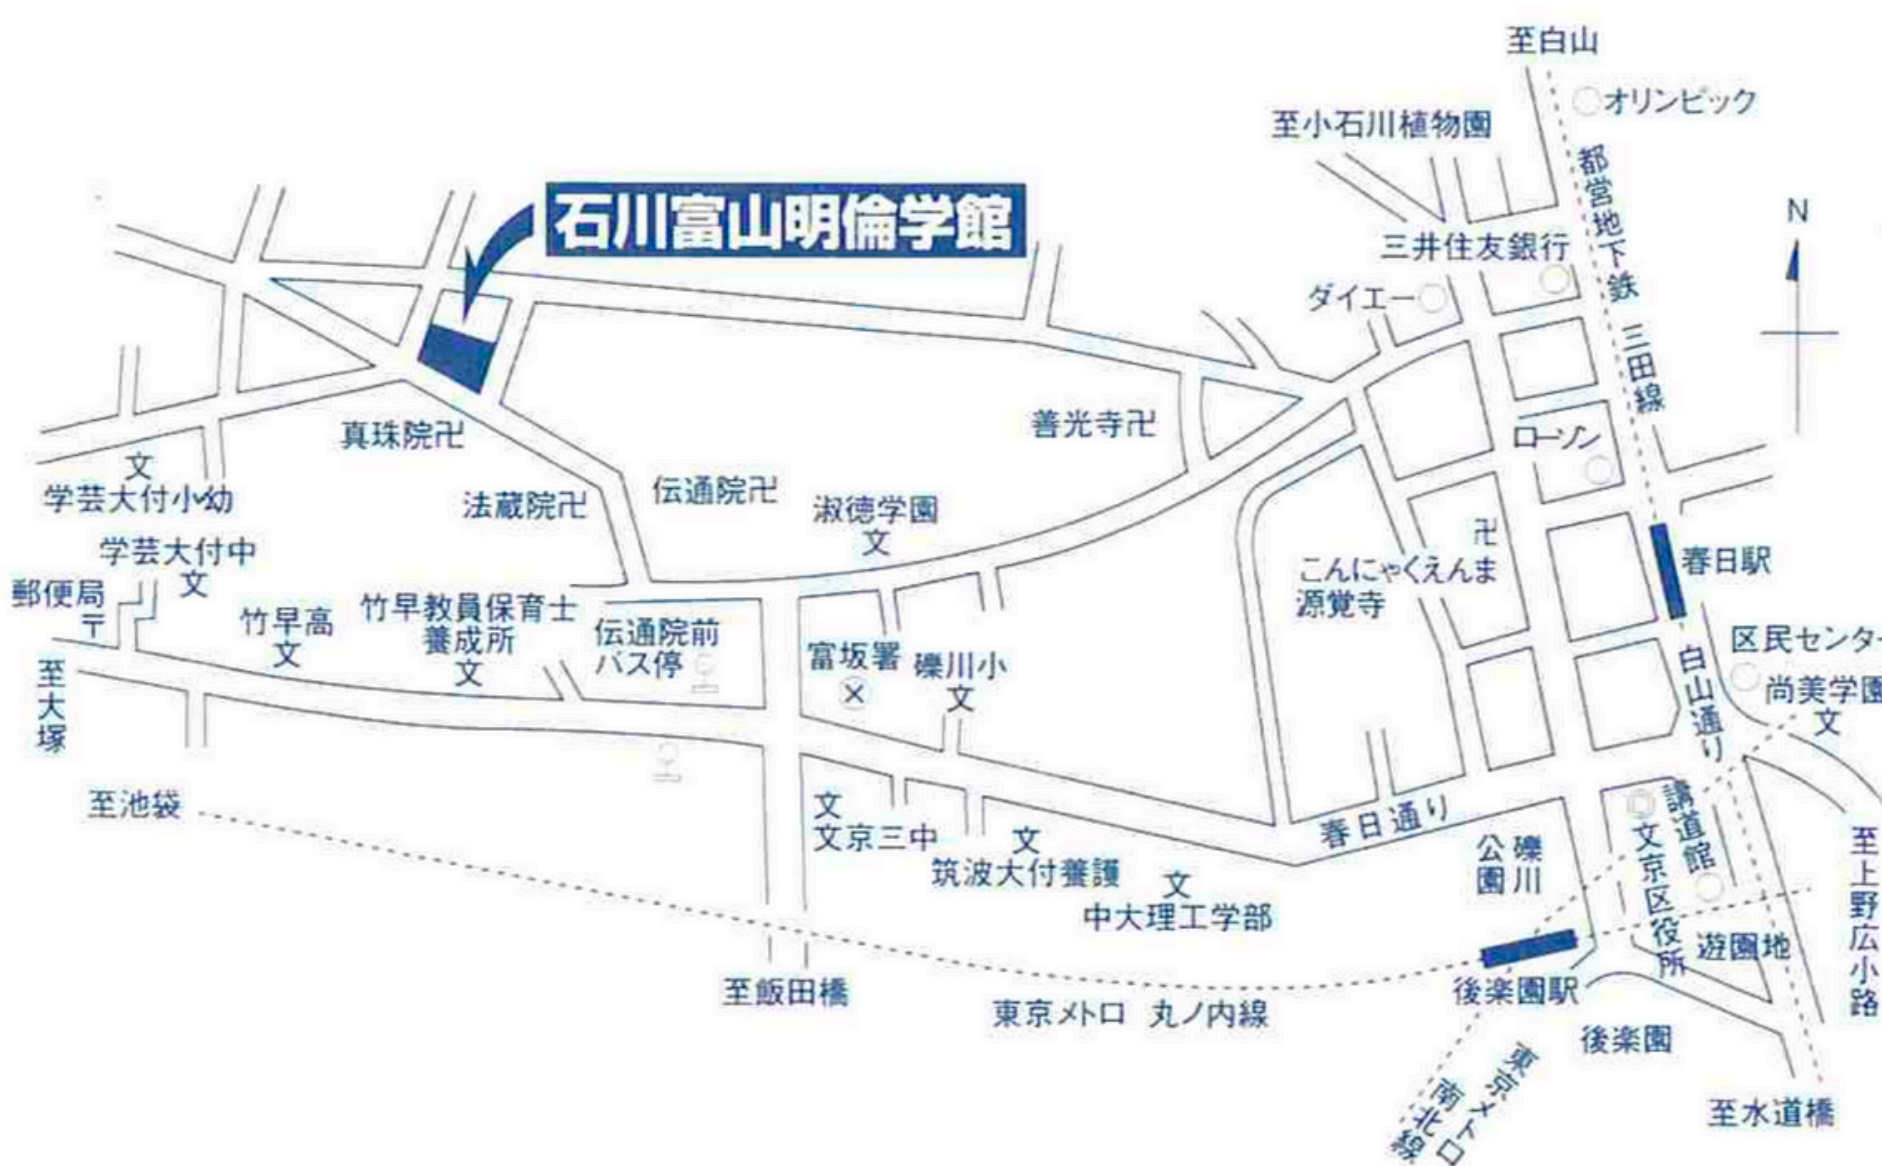 至白山
オリンピック
至小石川植物園
都営地下鉄 三田線
N
石川富山明倫学館
三井住友銀行
ダイエー
真珠院卍
善光寺卍
ローソン
文
学芸大付小幼
法蔵院卍
伝通院卍
淑徳学園
文
卍
こんにゃくえんま
源覚寺
春日駅
学芸大付中
文
郵便局
〒
竹早高
文
竹早教員保育士
養成所
文
伝通院前
バス停
富坂署
礫川小
文
区民センター
尚美学園
文
白山通り
至大塚
至池袋
文
文京三中
文
筑波大付養護
文
中大理工学部
春日通り
礫川
公園
講道館
文京区役所
遊園地
至上野広小路
至飯田橋
東京メトロ 丸ノ内線
後楽園駅
後楽園
東京メトロ
南北線
至水道橋